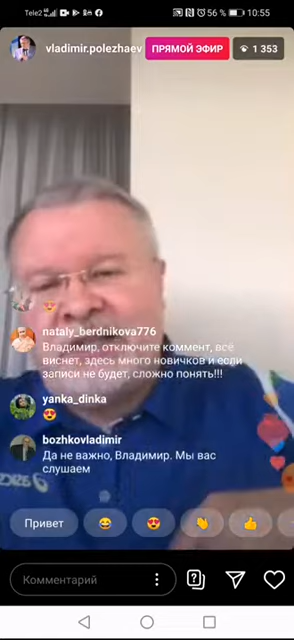 Tele2 56 % 10:55
vladimir.polezhaev ПРЯМОЙ ЭФИР 1 353
nataly_berdnikova776
Владимир, отключите коммент, всё
виснет, здесь много новичков и если
записи не будет, сложно понять!!!
yanka_dinka
bozhkovladimir
Да не важно, Владимир. Мы вас
слушаем
Привет
Комментарий